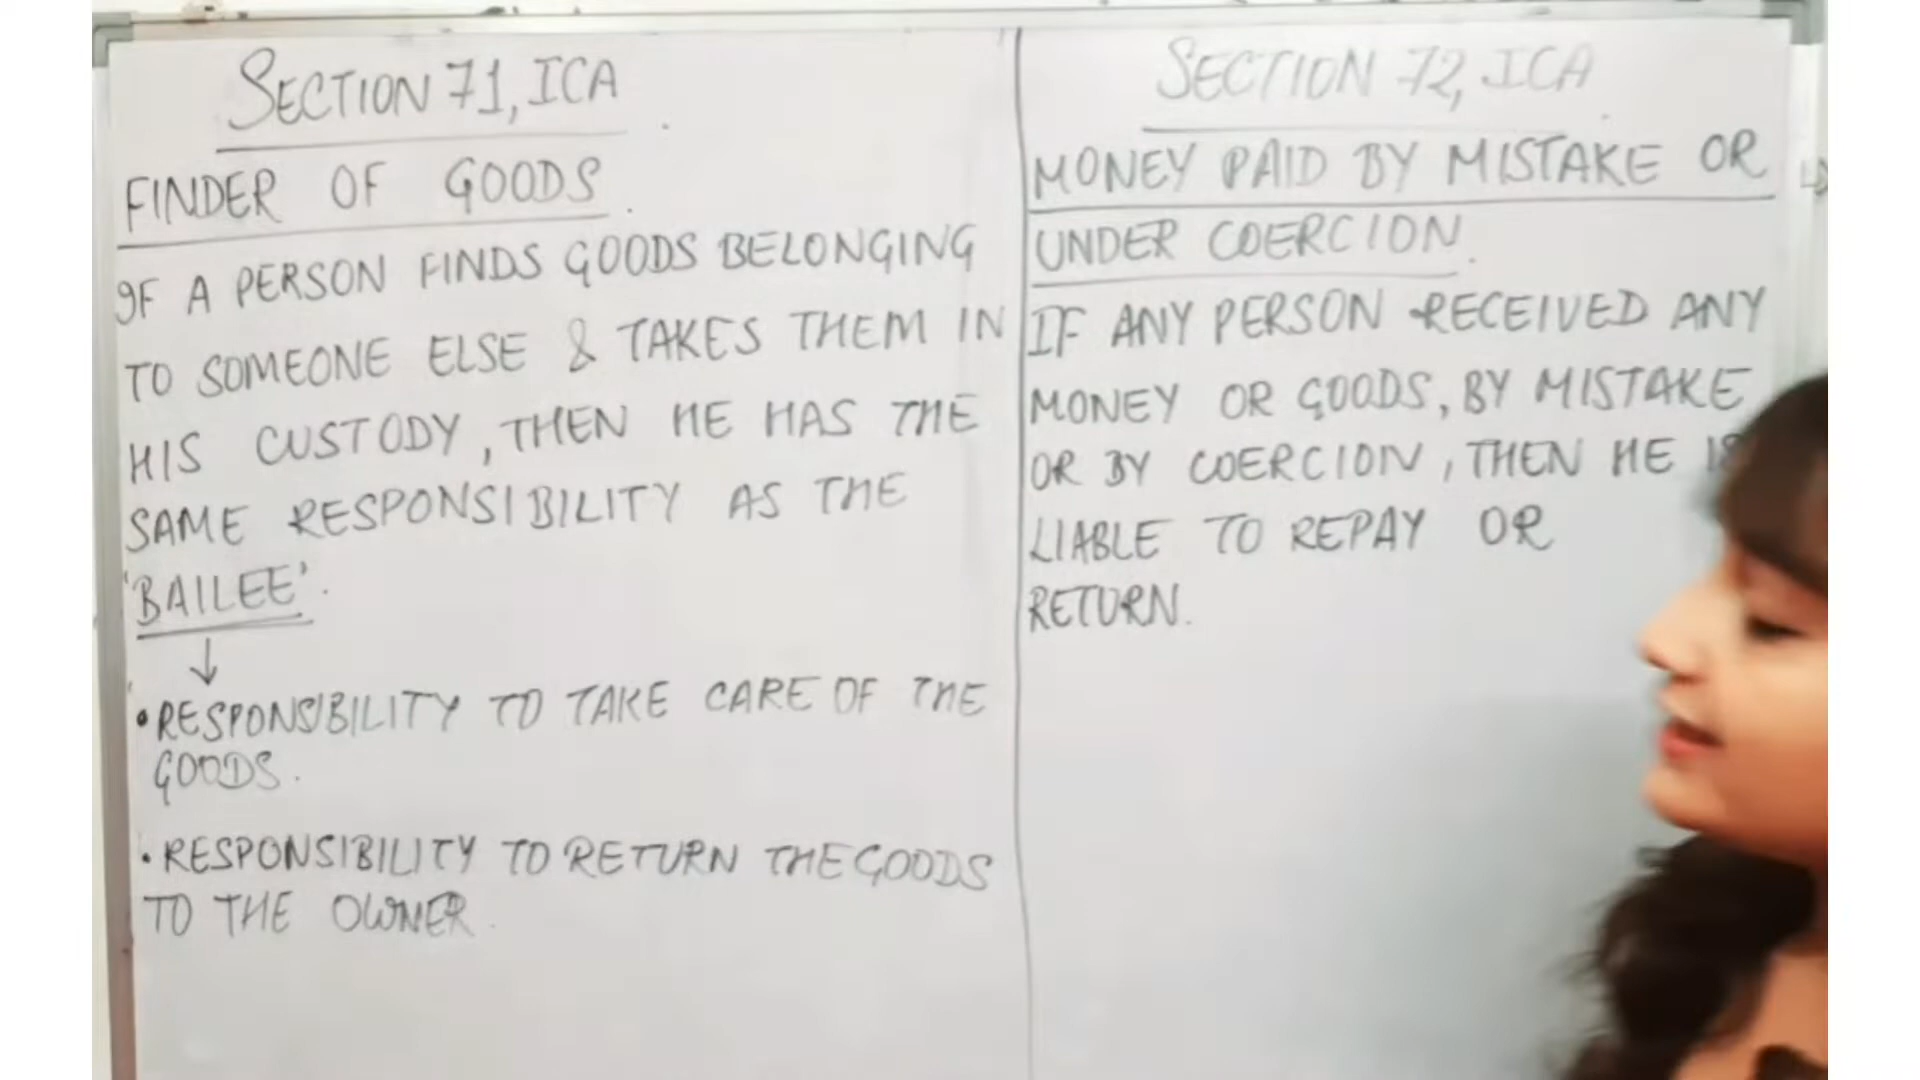 SECTION 71, ICA
FINDER OF GOODS.
IF A PERSON FINDS GOODS BELONGING
TO SOMEONE ELSE & TAKES THEM IN
HIS CUSTODY, THEN HE HAS THE
SAME RESPONSIBILITY AS THE
'BAILEE'.
↓
• RESPONSIBILITY TO TAKE CARE OF THE
GOODS.
• RESPONSIBILITY TO RETURN THE GOODS
TO THE OWNER.
SECTION 72, ICA.
MONEY PAID BY MISTAKE OR
UNDER COERCION.
IF ANY PERSON RECEIVED ANY
MONEY OR GOODS, BY MISTAKE
OR BY COERCION, THEN HE IS
LIABLE TO REPAY OR
RETURN.